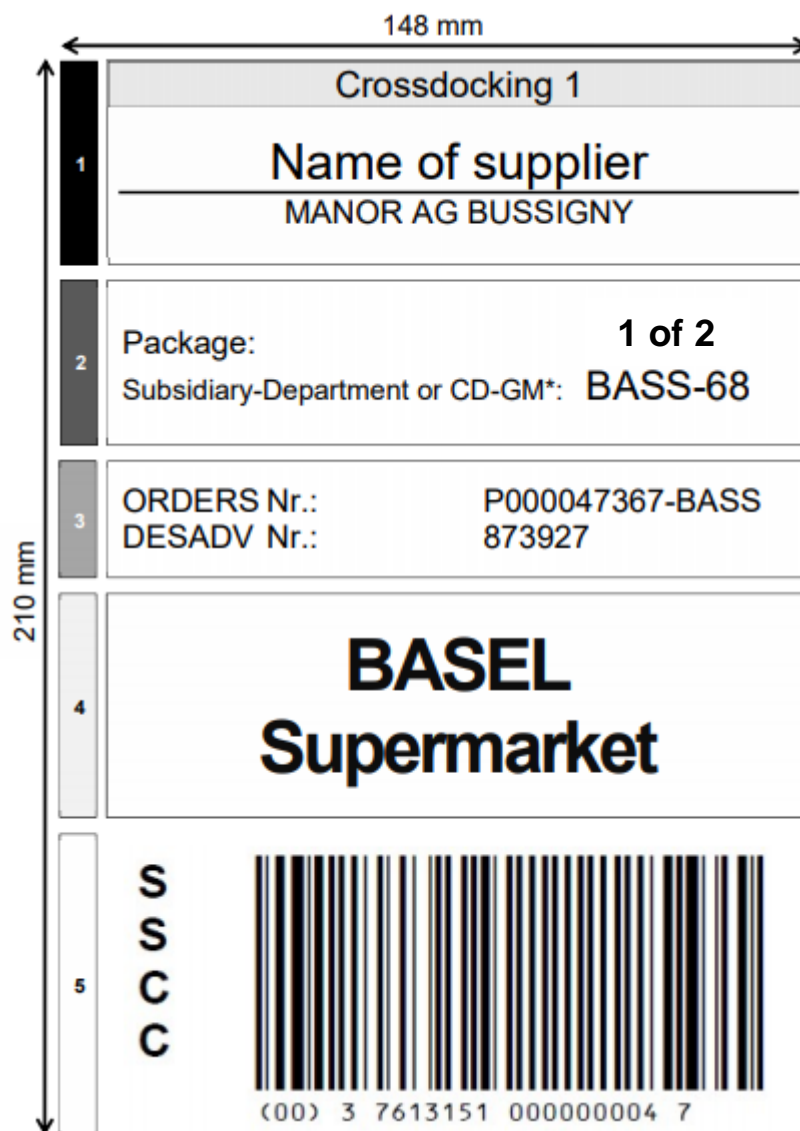 148 mm
Crossdocking 1
1
Name of supplier
MANOR AG BUSSIGNY
2
Package: 1 of 2
Subsidiary-Department or CD-GM*: BASS-68
3
ORDERS Nr.: P000047367-BASS
DESADV Nr.: 873927
210 mm
4
BASEL
Supermarket
5
S
S
C
C
(00) 3 7613151 000000004 7